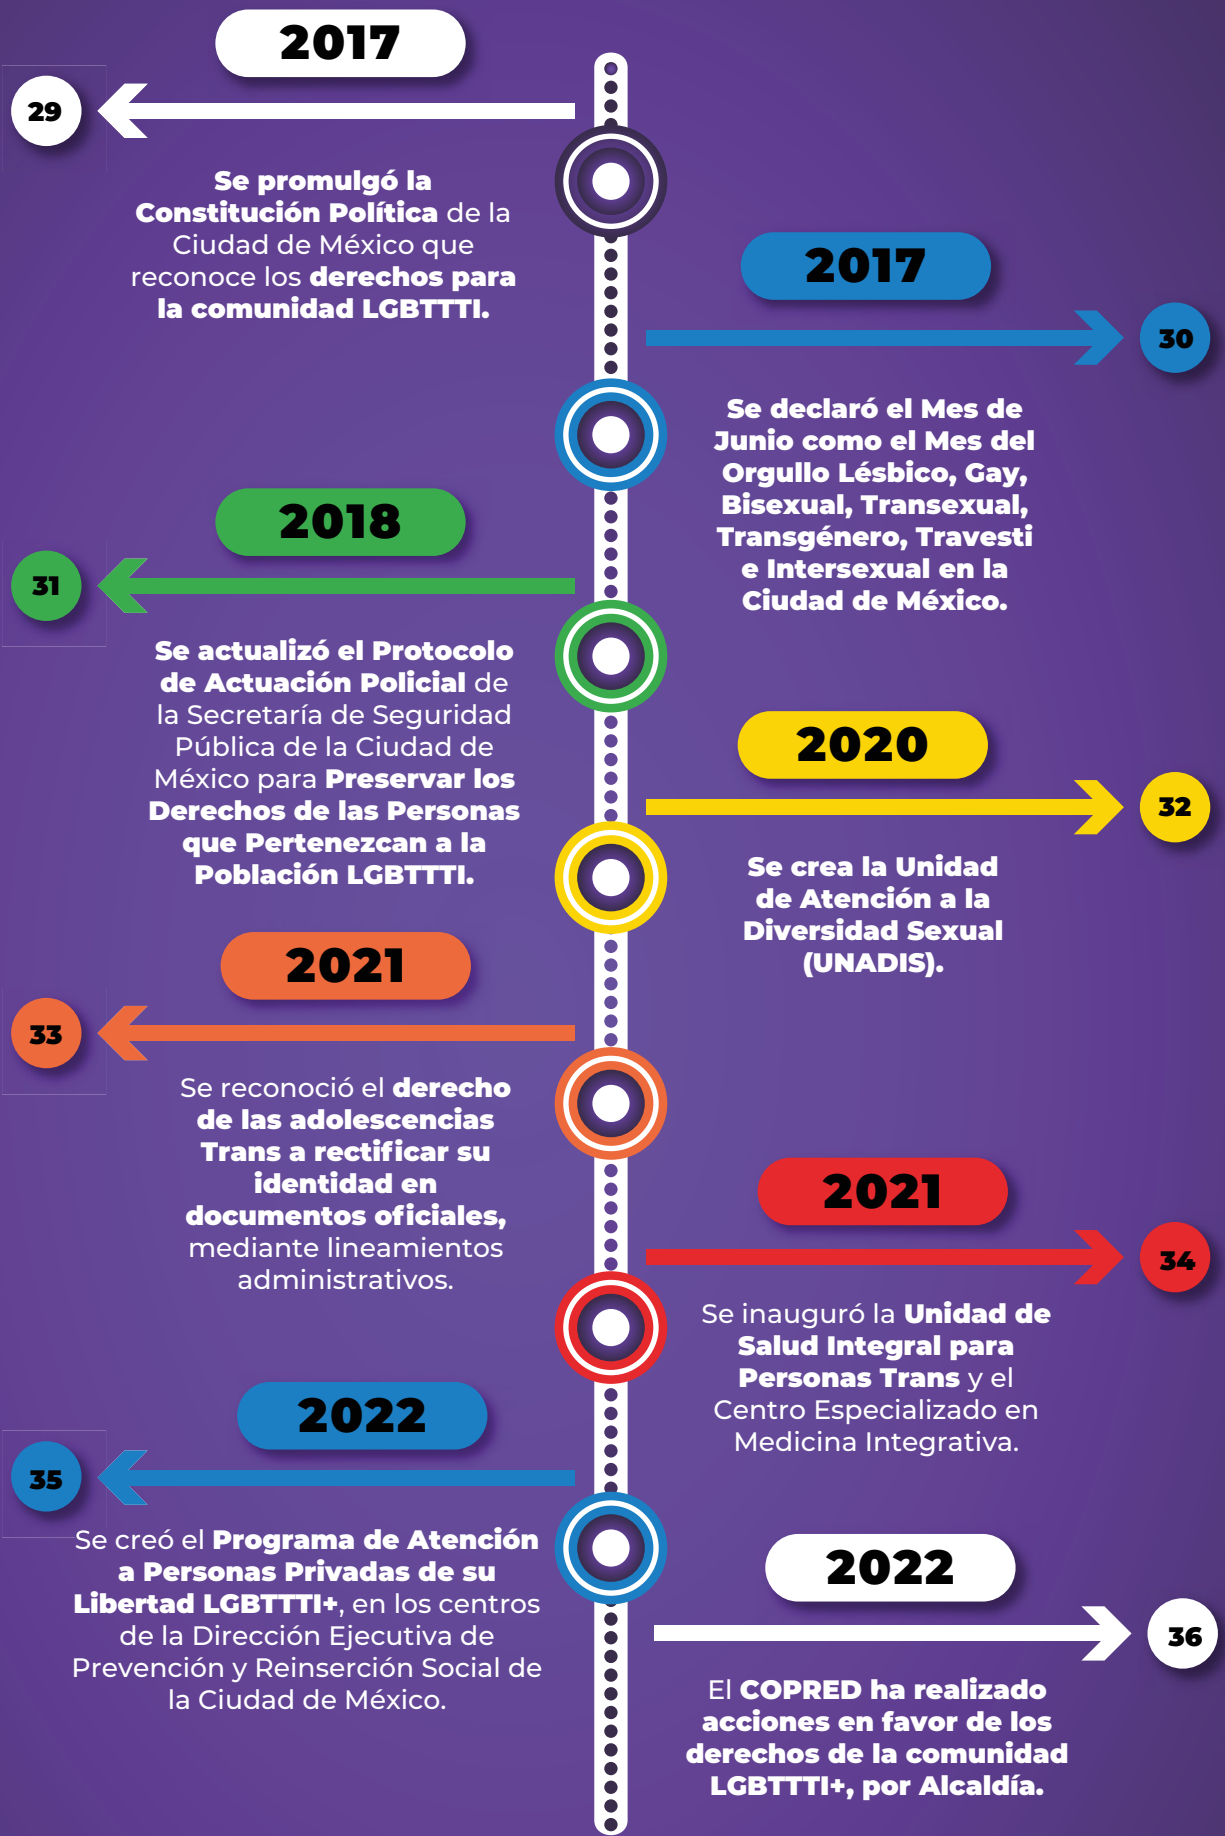 2017
29
Se promulgó la
Constitución Política de la
Ciudad de México que
reconoce los derechos para
la comunidad LGBTTTI.
2017
30
Se declaró el Mes de
Junio como el Mes del
Orgullo Lésbico, Gay,
Bisexual, Transexual,
Transgénero, Travesti
e Intersexual en la
Ciudad de México.
2018
31
Se actualizó el Protocolo
de Actuación Policial de
la Secretaría de Seguridad
Pública de la Ciudad de
México para Preservar los
Derechos de las Personas
que Pertenezcan a la
Población LGBTTTI.
2020
32
Se crea la Unidad
de Atención a la
Diversidad Sexual
(UNADIS).
2021
33
Se reconoció el derecho
de las adolescencias
Trans a rectificar su
identidad en
documentos oficiales,
mediante lineamientos
administrativos.
2021
34
Se inauguró la Unidad de
Salud Integral para
Personas Trans y el
Centro Especializado en
Medicina Integrativa.
2022
35
Se creó el Programa de Atención
a Personas Privadas de su
Libertad LGBTTTI+, en los centros
de la Dirección Ejecutiva de
Prevención y Reinserción Social de
la Ciudad de México.
2022
36
El COPRED ha realizado
acciones en favor de los
derechos de la comunidad
LGBTTTI+, por Alcaldía.